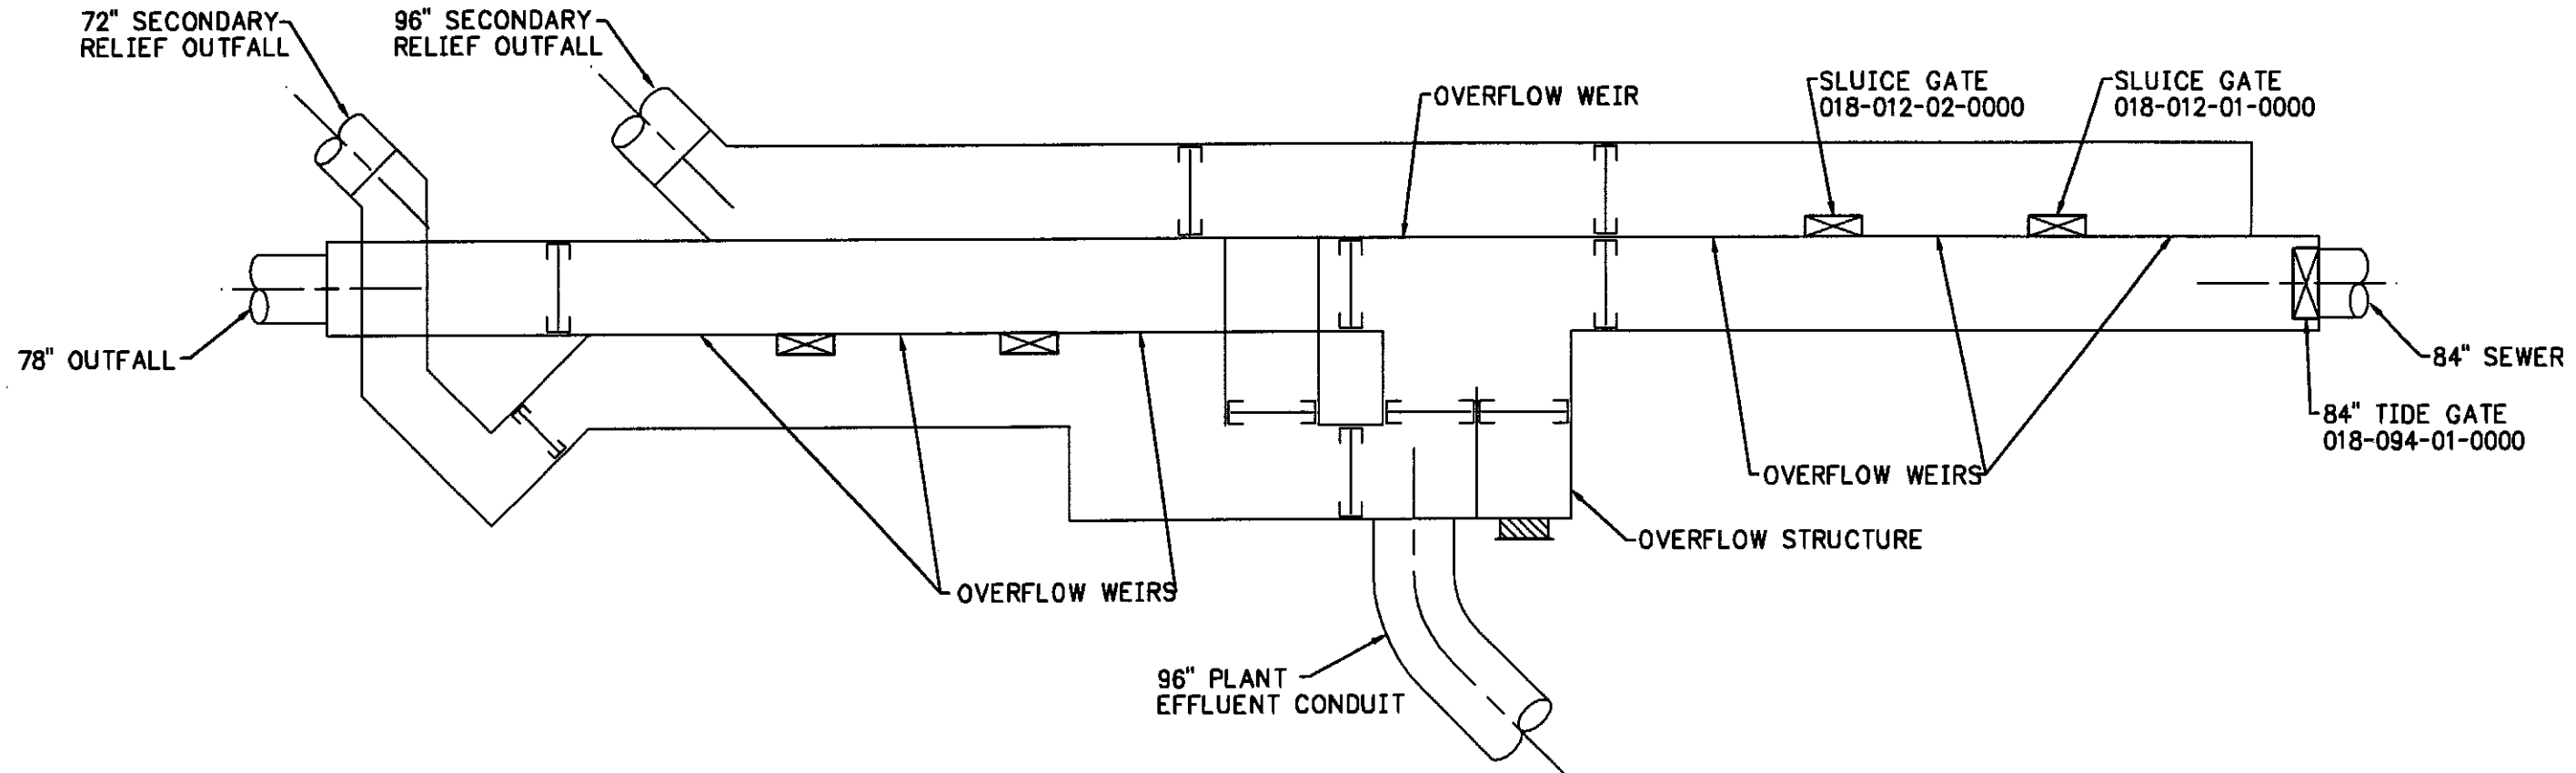 72" SECONDARY
RELIEF OUTFALL
96" SECONDARY
RELIEF OUTFALL
OVERFLOW WEIR
SLUICE GATE
018-012-02-0000
SLUICE GATE
018-012-01-0000
78" OUTFALL
84" SEWER
84" TIDE GATE
018-094-01-0000
OVERFLOW WEIRS
OVERFLOW STRUCTURE
OVERFLOW WEIRS
96" PLANT
EFFLUENT CONDUIT